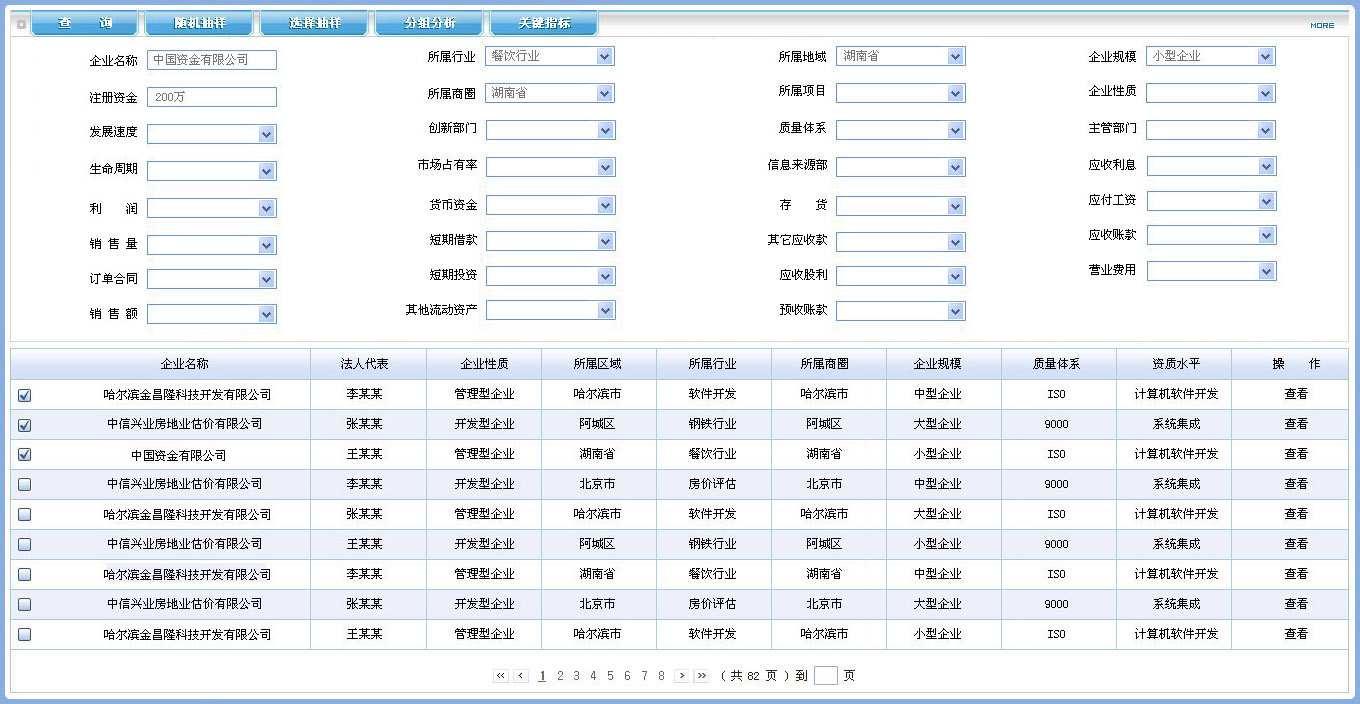 查 询 随机抽样 选择抽样 分组分析 关键指标 MORE
企业名称 中国资金有限公司 所属行业 餐饮行业 所属地域 湖南省 企业规模 小型企业
注册资金 200万 所属商圈 湖南省 所属项目 企业性质
发展速度 创新部门 质量体系 主管部门
生命周期 市场占有率 信息来源部 应收利息
利 润 货币资金 存 货 应付工资
销 售 量 短期借款 其它应收款 应收账款
订单合同 短期投资 应收股利 营业费用
销 售 额 其他流动资产 预收账款
企业名称 法人代表 企业性质 所属区域 所属行业 所属商圈 企业规模 质量体系 资质水平 操 作
哈尔滨金昌隆科技开发有限公司 李某某 管理型企业 哈尔滨市 软件开发 哈尔滨市 中型企业 ISO 计算机软件开发 查看
中信兴业房地业估价有限公司 张某某 开发型企业 阿城区 钢铁行业 阿城区 大型企业 9000 系统集成 查看
中国资金有限公司 王某某 管理型企业 湖南省 餐饮行业 湖南省 小型企业 ISO 计算机软件开发 查看
中信兴业房地业估价有限公司 李某某 开发型企业 北京市 房价评估 北京市 中型企业 9000 系统集成 查看
哈尔滨金昌隆科技开发有限公司 张某某 管理型企业 哈尔滨市 软件开发 哈尔滨市 大型企业 ISO 计算机软件开发 查看
中信兴业房地业估价有限公司 王某某 开发型企业 阿城区 钢铁行业 阿城区 小型企业 9000 系统集成 查看
哈尔滨金昌隆科技开发有限公司 李某某 管理型企业 湖南省 餐饮行业 湖南省 中型企业 ISO 计算机软件开发 查看
中信兴业房地业估价有限公司 张某某 开发型企业 北京市 房价评估 北京市 大型企业 9000 系统集成 查看
哈尔滨金昌隆科技开发有限公司 王某某 管理型企业 哈尔滨市 软件开发 哈尔滨市 小型企业 ISO 计算机软件开发 查看
« ‹ 1 2 3 4 5 6 7 8 › » ( 共 82 页 ) 到 页